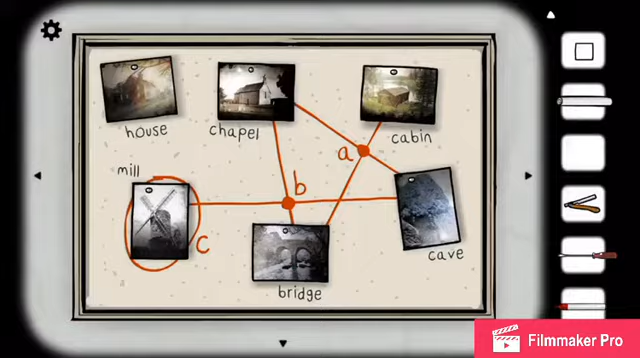 house
chapel
cabin
a
mill
b
C
cave
bridge
Filmmaker Pro